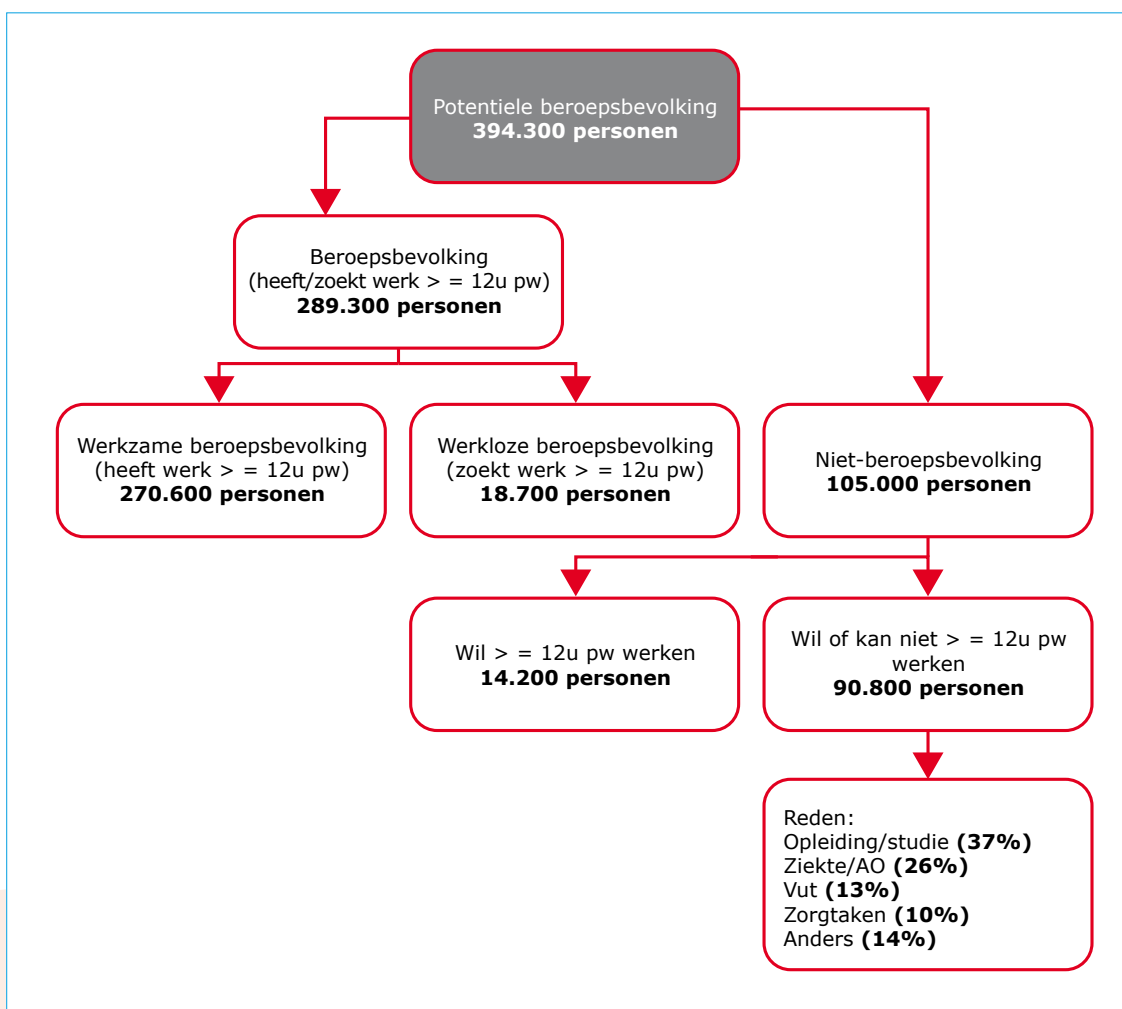 Potentiele beroepsbevolking
394.300 personen
Beroepsbevolking
(heeft/zoekt werk > = 12u pw)
289.300 personen
Werkzame beroepsbevolking
(heeft werk > = 12u pw)
270.600 personen
Werkloze beroepsbevolking
(zoekt werk > = 12u pw)
18.700 personen
Niet-beroepsbevolking
105.000 personen
Wil > = 12u pw werken
14.200 personen
Wil of kan niet > = 12u pw
werken
90.800 personen
Reden:
Opleiding/studie (37%)
Ziekte/AO (26%)
Vut (13%)
Zorgtaken (10%)
Anders (14%)